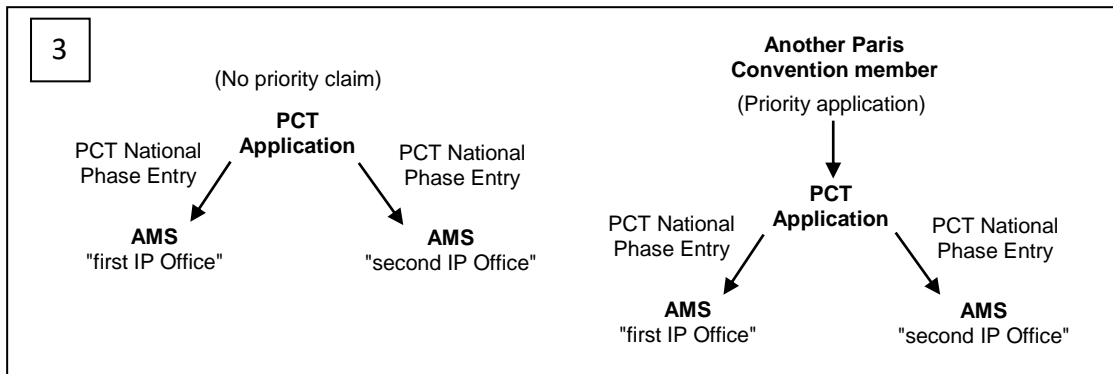 3
(No priority claim)
PCT
Application
PCT National
Phase Entry
PCT National
Phase Entry
AMS
"first IP Office"
AMS
"second IP Office"
Another Paris
Convention member
(Priority application)
PCT
Application
PCT National
Phase Entry
PCT National
Phase Entry
AMS
"first IP Office"
AMS
"second IP Office"